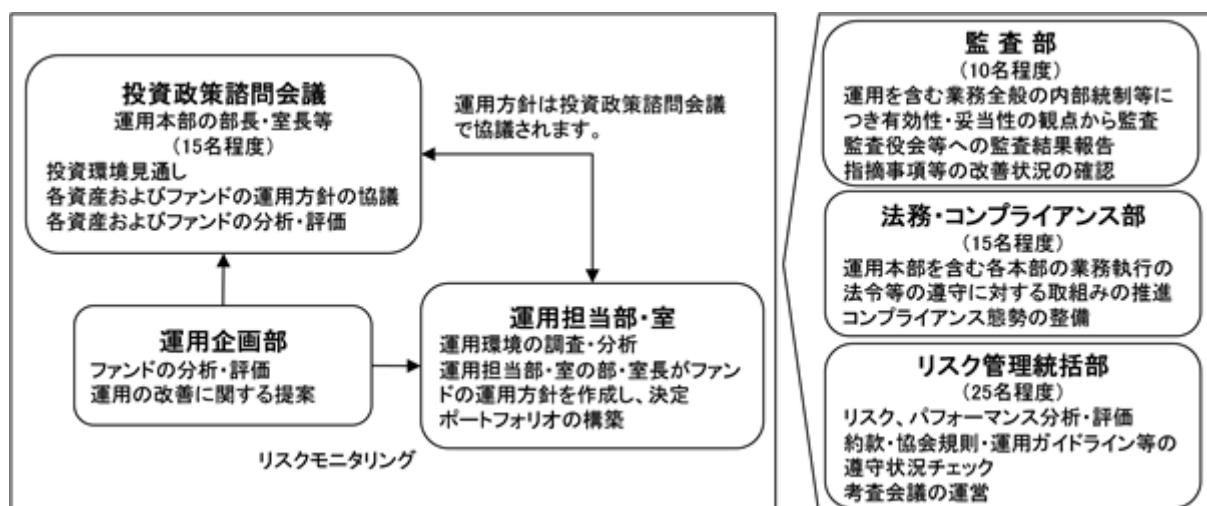 投資政策諮問会議
運用本部の部長・室長等
(15名程度)
投資環境見通し
各資産およびファンドの運用方針の協議
各資産およびファンドの分析・評価
運用方針は投資政策諮問会議
で協議されます。
運用企画部
ファンドの分析・評価
運用の改善に関する提案
運用担当部・室
運用環境の調査・分析
運用担当部・室の部・室長がファン
ドの運用方針を作成し、決定
ポートフォリオの構築
リスクモニタリング
監査部
(10名程度)
運用を含む業務全般の内部統制等に
つき有効性・妥当性の観点から監査
監査役会等への監査結果報告
指摘事項等の改善状況の確認
法務・コンプライアンス部
(15名程度)
運用本部を含む各本部の業務執行の
法令等の遵守に対する取組みの推進
コンプライアンス態勢の整備
リスク管理統括部
(25名程度)
リスク、パフォーマンス分析・評価
約款・協会規則・運用ガイドライン等の
遵守状況チェック
考査会議の運営